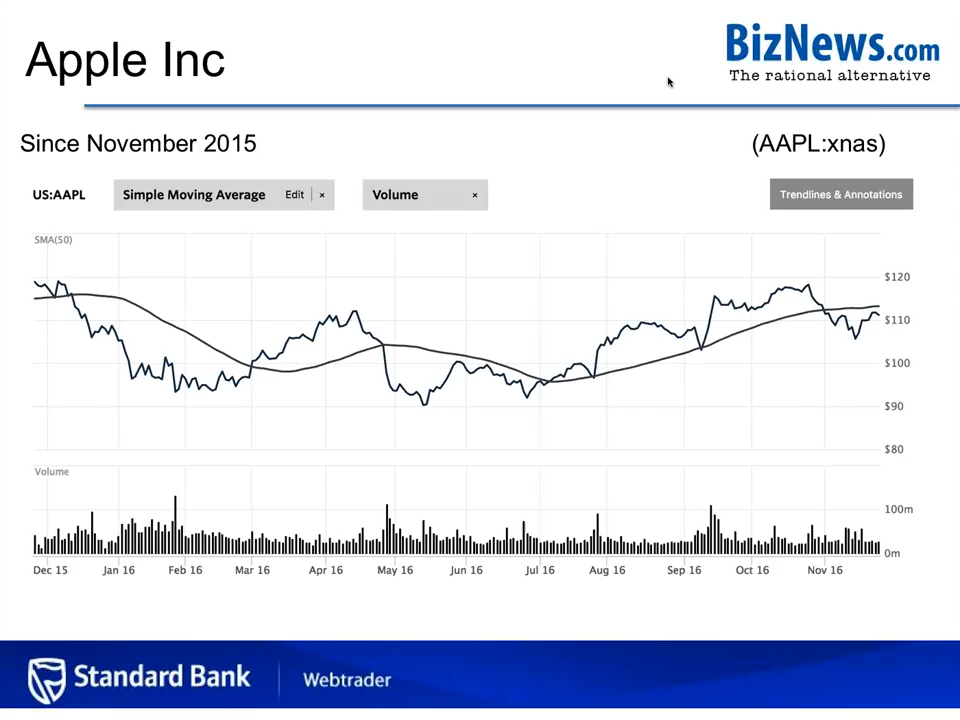 Apple Inc
BizNews.com
The rational alternative
Since November 2015
(AAPL:xnas)
US:AAPL
Simple Moving Average Edit ×
Volume ×
Trendlines & Annotations
SMA(50)
$120
$110
$100
$90
$80
Volume
100m
0m
Dec 15 Jan 16 Feb 16 Mar 16 Apr 16 May 16 Jun 16 Jul 16 Aug 16 Sep 16 Oct 16 Nov 16
Standard Bank
Webtrader